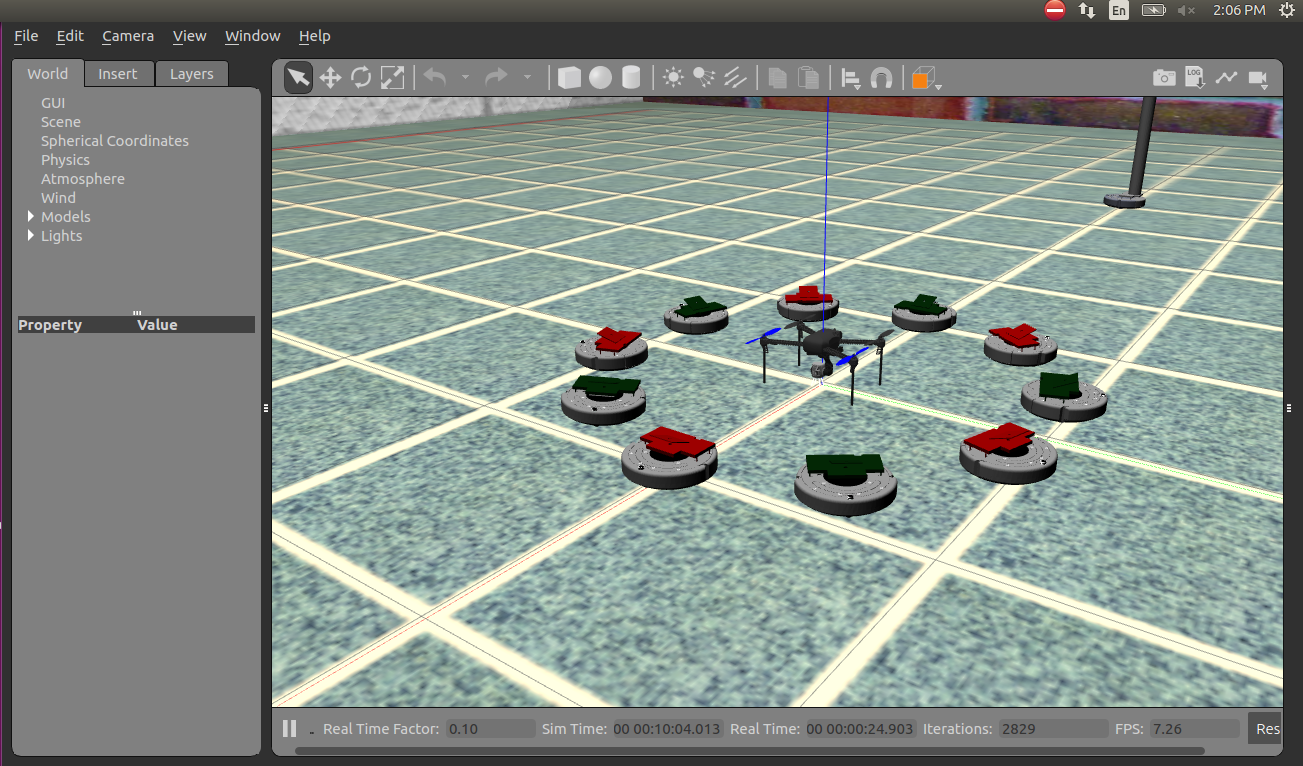 En 2:06 PM
File Edit Camera View Window Help
World Insert Layers
LOG
GUI
Scene
Spherical Coordinates
Physics
Atmosphere
Wind
Models
Lights
Property Value
Real Time Factor: 0.10 Sim Time: 00 00:10:04.013 Real Time: 00 00:00:24.903 Iterations: 2829 FPS: 7.26 Res